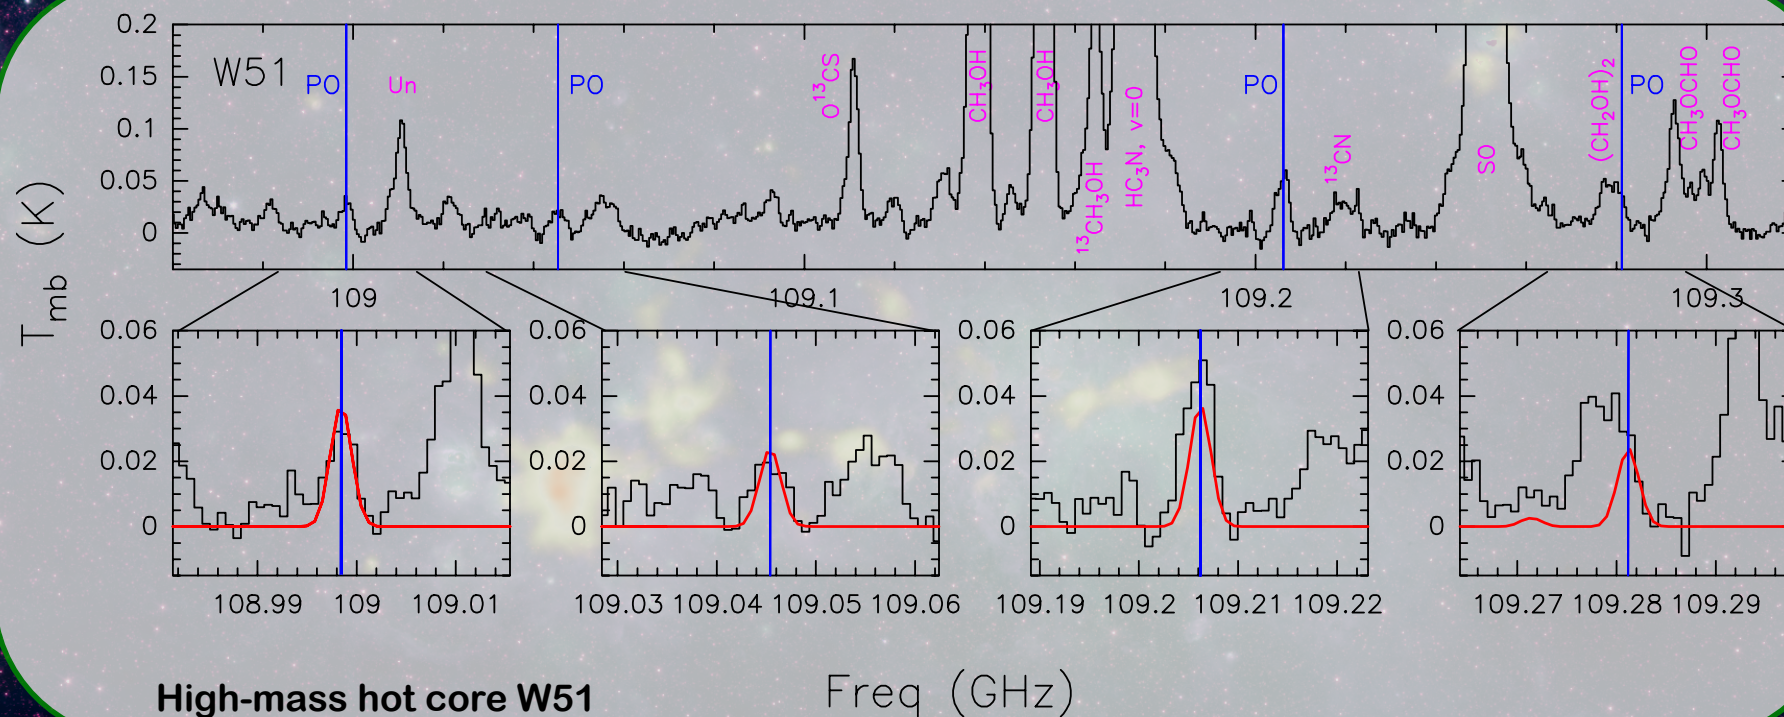 0.2
0.15
0.1
0.05
0
W51
PO
Un
PO
O¹³CS
CH₃OH
CH₃OH
¹³CH₃OH
HC₃N, v=0
PO
¹³CN
SO
(CH₂OH)₂
PO
CH₃OCHO
CH₃OCHO
T_mb (K)
109 109.1 109.2 109.3
0.06 0.06 0.06 0.06
0.04 0.04 0.04 0.04
0.02 0.02 0.02 0.02
0 0 0 0
108.99 109 109.01 109.03 109.04 109.05 109.06 109.19 109.2 109.21 109.22 109.27 109.28 109.29
Freq (GHz)
High-mass hot core W51